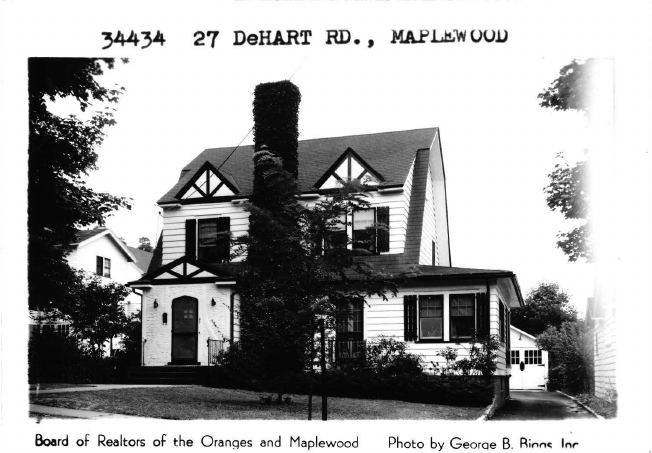 34434 27 DeHART RD., MAPLEWOOD
Board of Realtors of the Oranges and Maplewood Photo by George B. Biggs, Inc